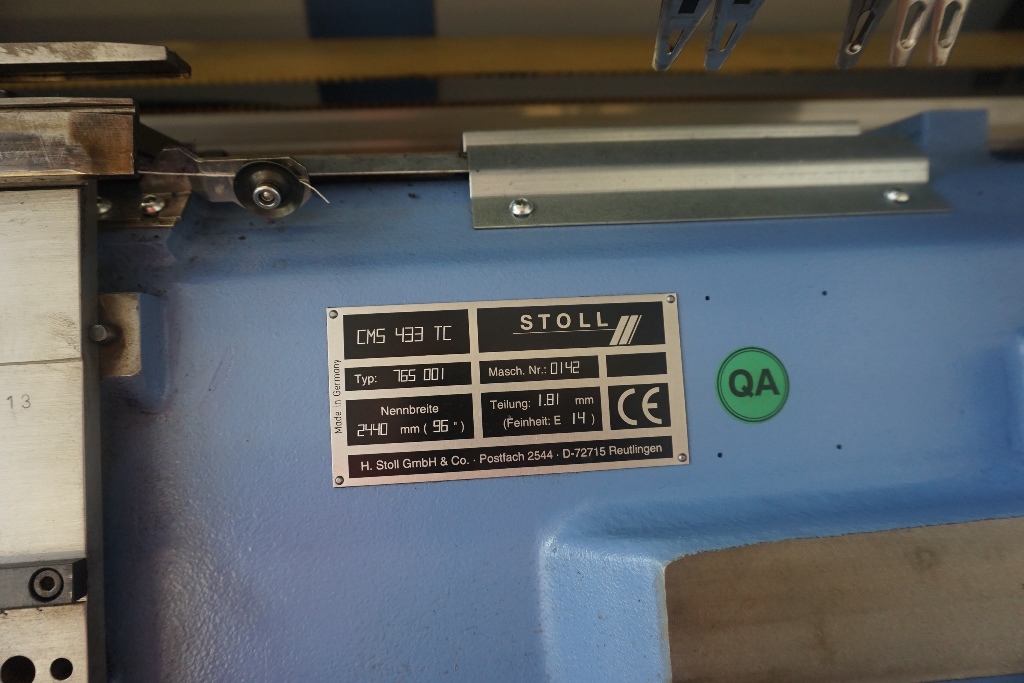 CMS 433 TC
STOLL
Typ: 765 001
Masch. Nr.: 0142
Nennbreite
2440 mm ( 96 " )
Teilung: 1.81 mm
(Feinheit: E 14 )
CE
H. Stoll GmbH & Co. · Postfach 2544 · D-72715 Reutlingen
Made in Germany
QA
13